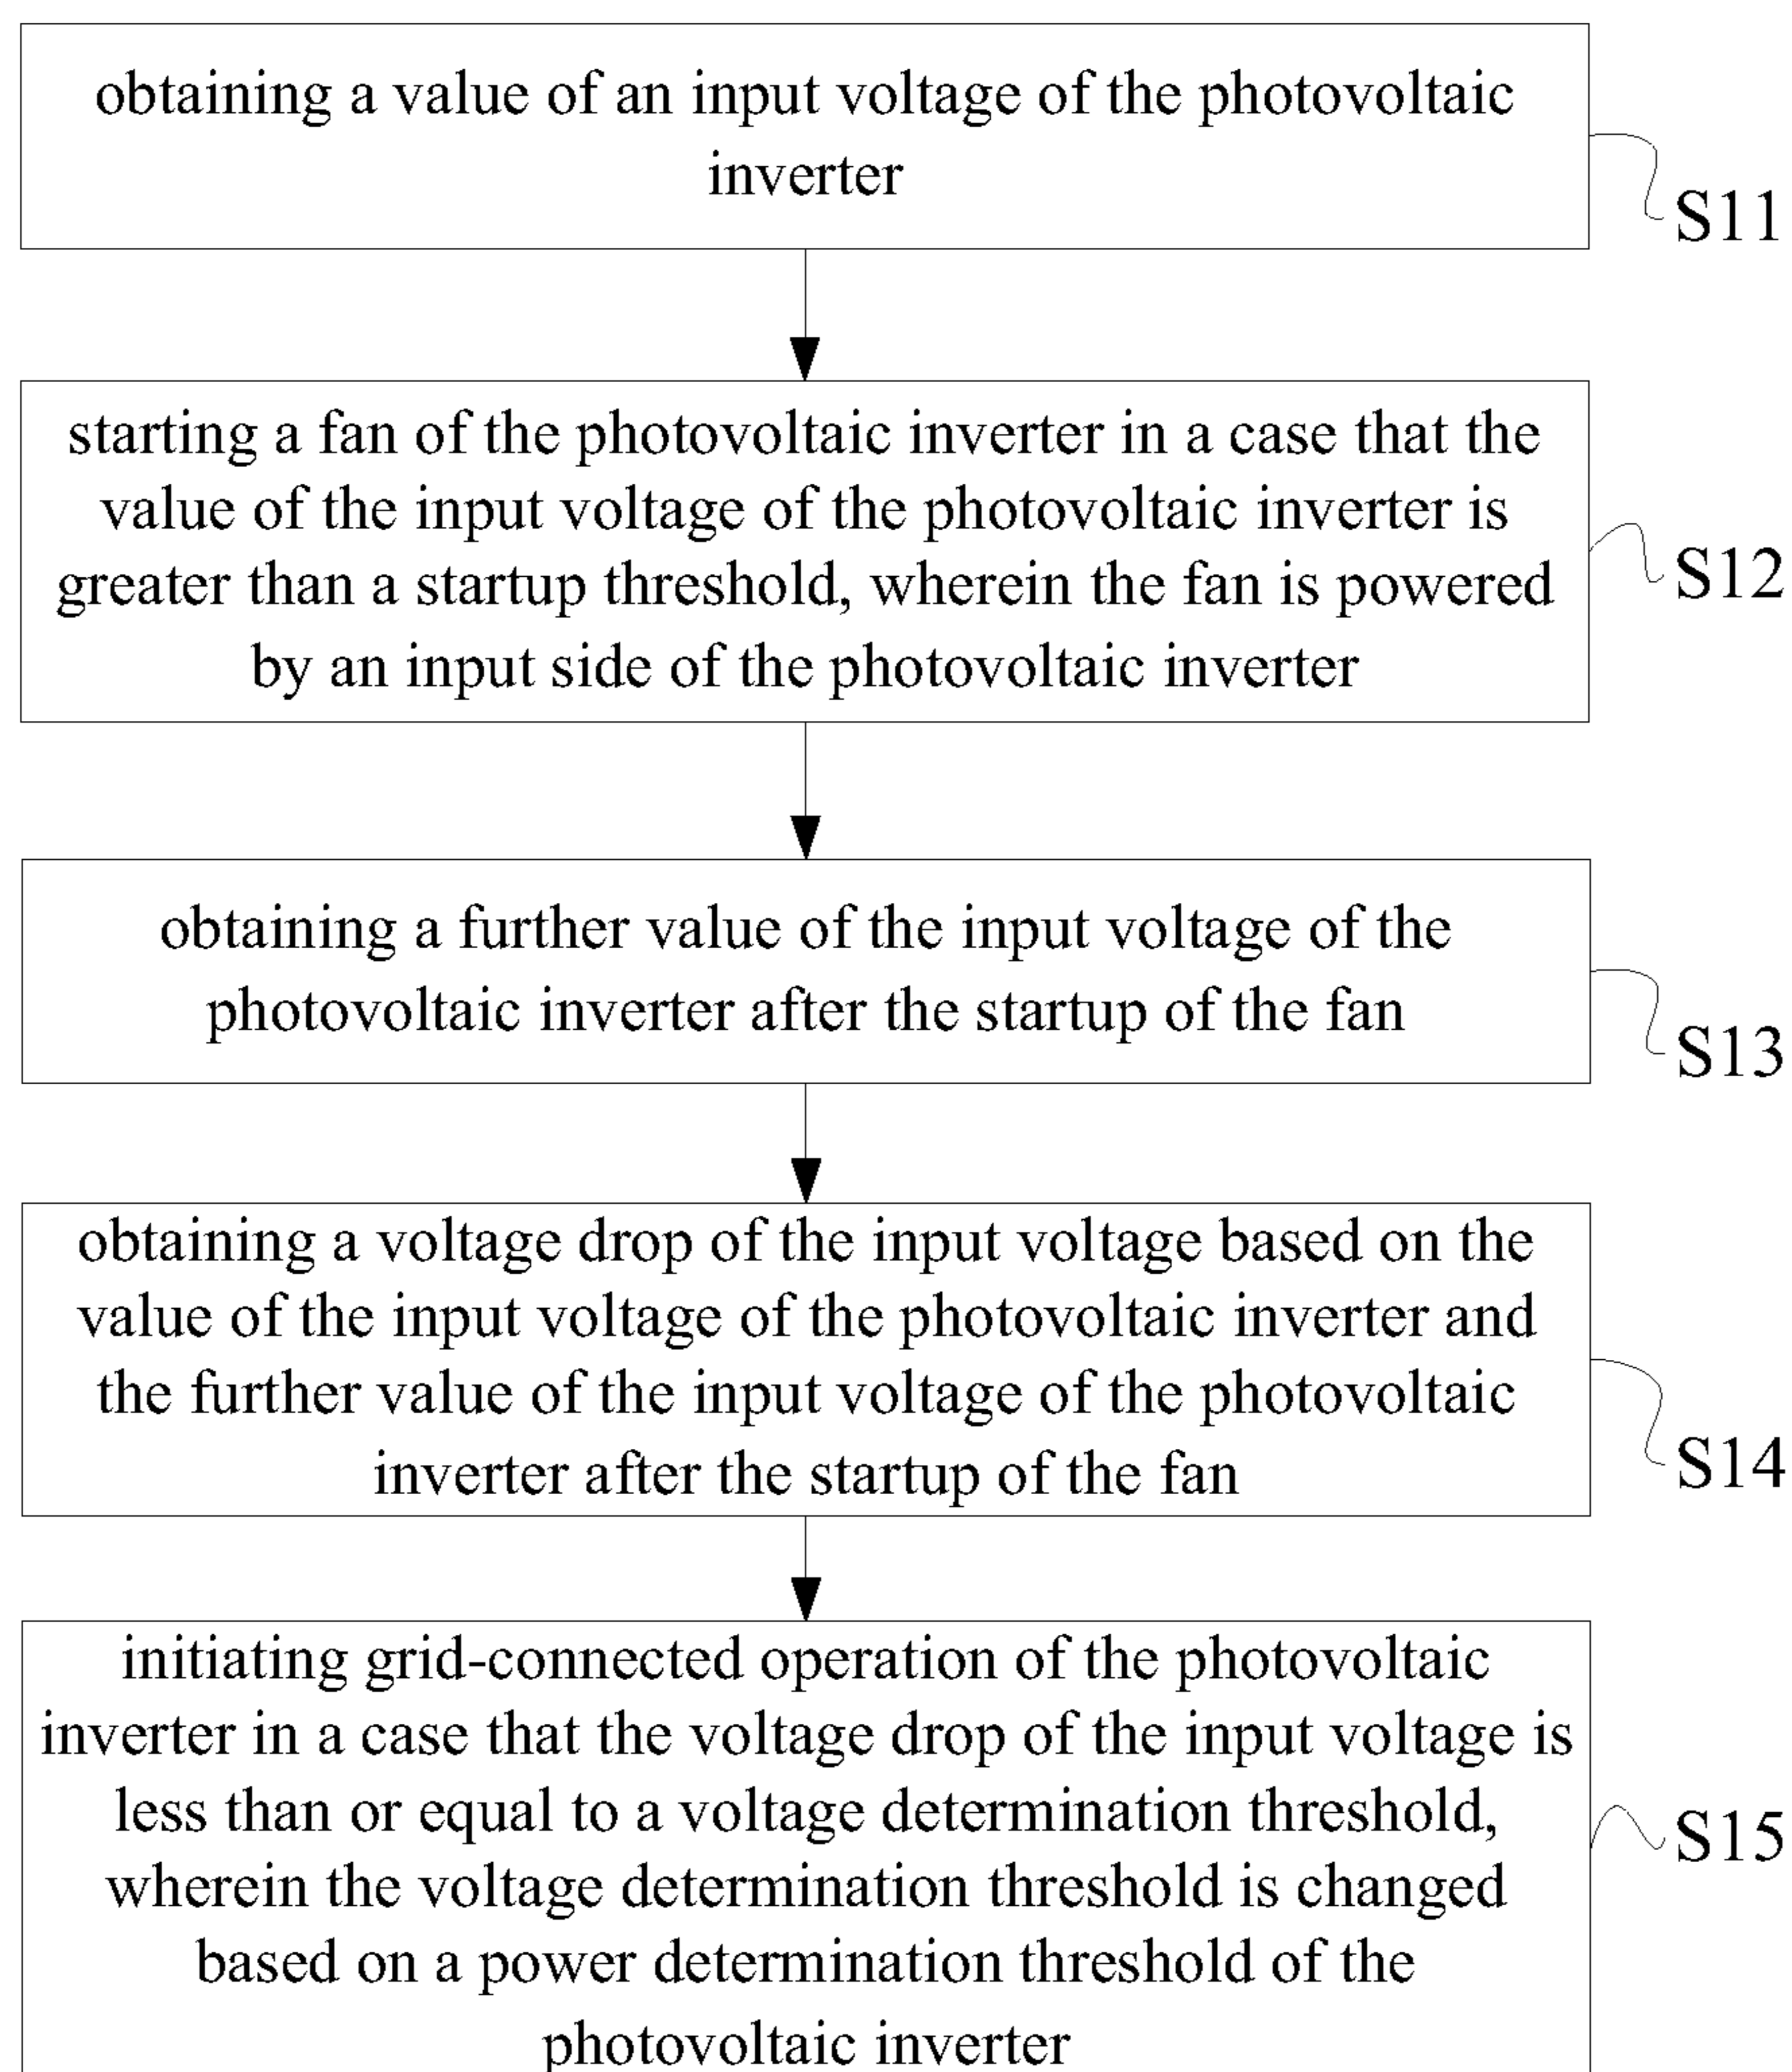 obtaining a value of an input voltage of the photovoltaic
inverter
S11
starting a fan of the photovoltaic inverter in a case that the
value of the input voltage of the photovoltaic inverter is
greater than a startup threshold, wherein the fan is powered
by an input side of the photovoltaic inverter
S12
obtaining a further value of the input voltage of the
photovoltaic inverter after the startup of the fan
S13
obtaining a voltage drop of the input voltage based on the
value of the input voltage of the photovoltaic inverter and
the further value of the input voltage of the photovoltaic
inverter after the startup of the fan
S14
initiating grid-connected operation of the photovoltaic
inverter in a case that the voltage drop of the input voltage is
less than or equal to a voltage determination threshold,
wherein the voltage determination threshold is changed
based on a power determination threshold of the
photovoltaic inverter
S15